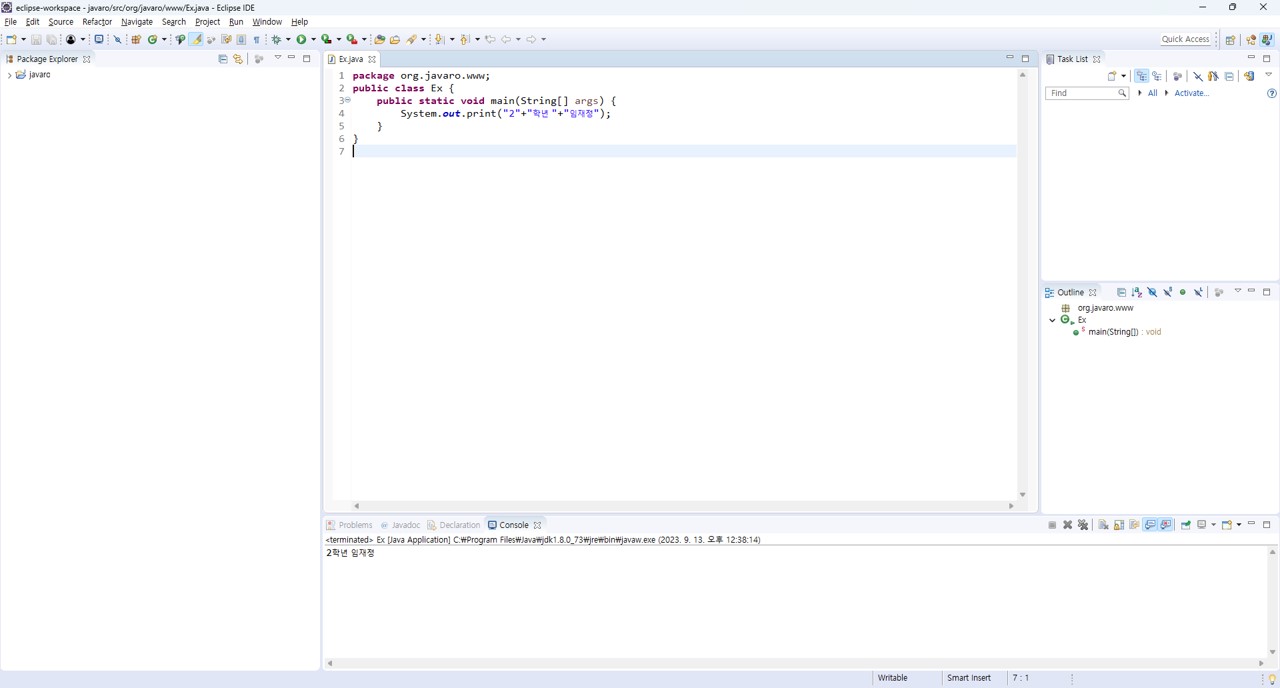 eclipse-workspace - javaro/src/org/javaro/www/Ex.java - Eclipse IDE
File Edit Source Refactor Navigate Search Project Run Window Help
Quick Access
Package Explorer
javaro
Ex.java
1 package org.javaro.www;
2 public class Ex {
3 public static void main(String[] args) {
4 System.out.print("2"+"학년 "+"임재정");
5 }
6 }
7
Task List
Find All Activate...
Outline
org.javaro.www
Ex
main(String[]) : void
Problems Javadoc Declaration Console
<terminated> Ex [Java Application] C:₩Program Files₩Java₩jdk1.8.0_73₩jre₩bin₩javaw.exe (2023. 9. 13. 오후 12:38:14)
2학년 임재정
Writable Smart Insert 7 : 1